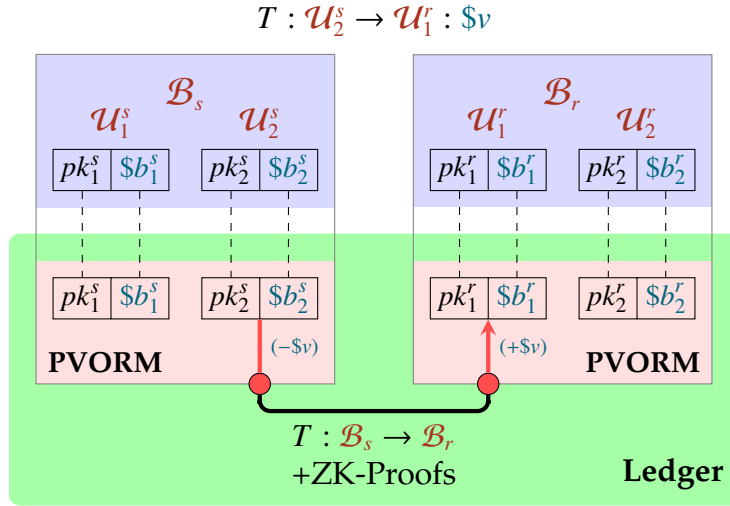 T : 𝒰₂ˢ → 𝒰₁ʳ : $v
ℬₛ ℬᵣ
𝒰₁ˢ 𝒰₂ˢ 𝒰₁ʳ 𝒰₂ʳ
pk₁ˢ $b₁ˢ pk₂ˢ $b₂ˢ pk₁ʳ $b₁ʳ pk₂ʳ $b₂ʳ
pk₁ˢ $b₁ˢ pk₂ˢ $b₂ˢ pk₁ʳ $b₁ʳ pk₂ʳ $b₂ʳ
(−$v) (+$v)
PVORM PVORM
T : ℬₛ → ℬᵣ
+ZK-Proofs
Ledger